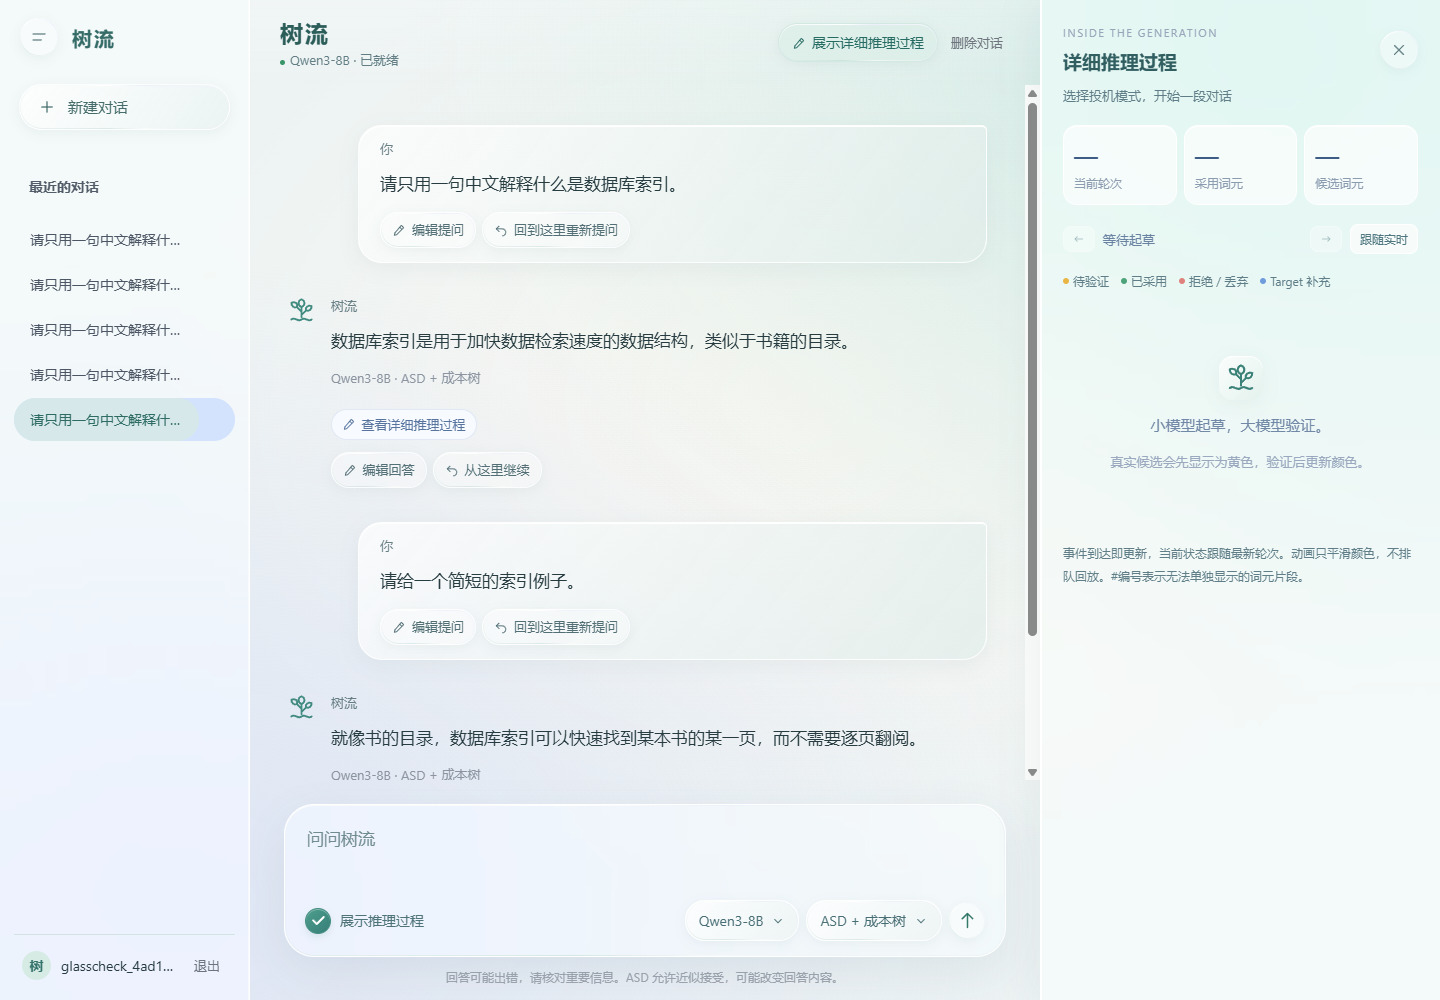 树流
新建对话
最近的对话
请只用一句中文解释什...
请只用一句中文解释什...
请只用一句中文解释什...
请只用一句中文解释什...
请只用一句中文解释什...
树
glasscheck_4ad1...
退出
树流
Qwen3-8B · 已就绪
展示详细推理过程
删除对话
你
请只用一句中文解释什么是数据库索引。
编辑提问
回到这里重新提问
树流
数据库索引是用于加快数据检索速度的数据结构，类似于书籍的目录。
Qwen3-8B · ASD + 成本树
查看详细推理过程
编辑回答
从这里继续
你
请给一个简短的索引例子。
编辑提问
回到这里重新提问
树流
就像书的目录，数据库索引可以快速找到某本书的某一页，而不需要逐页翻阅。
Qwen3-8B · ASD + 成本树
问问树流
展示推理过程
Qwen3-8B
ASD + 成本树
回答可能出错，请核对重要信息。ASD 允许近似接受，可能改变回答内容。
INSIDE THE GENERATION
详细推理过程
选择投机模式，开始一段对话
—
当前轮次
—
采用词元
—
候选词元
等待起草
跟随实时
待验证
已采用
拒绝 / 丢弃
Target 补充
小模型起草，大模型验证。
真实候选会先显示为黄色，验证后更新颜色。
事件到达即更新，当前状态跟随最新轮次。动画只平滑颜色，不排
队回放。#编号表示无法单独显示的词元片段。